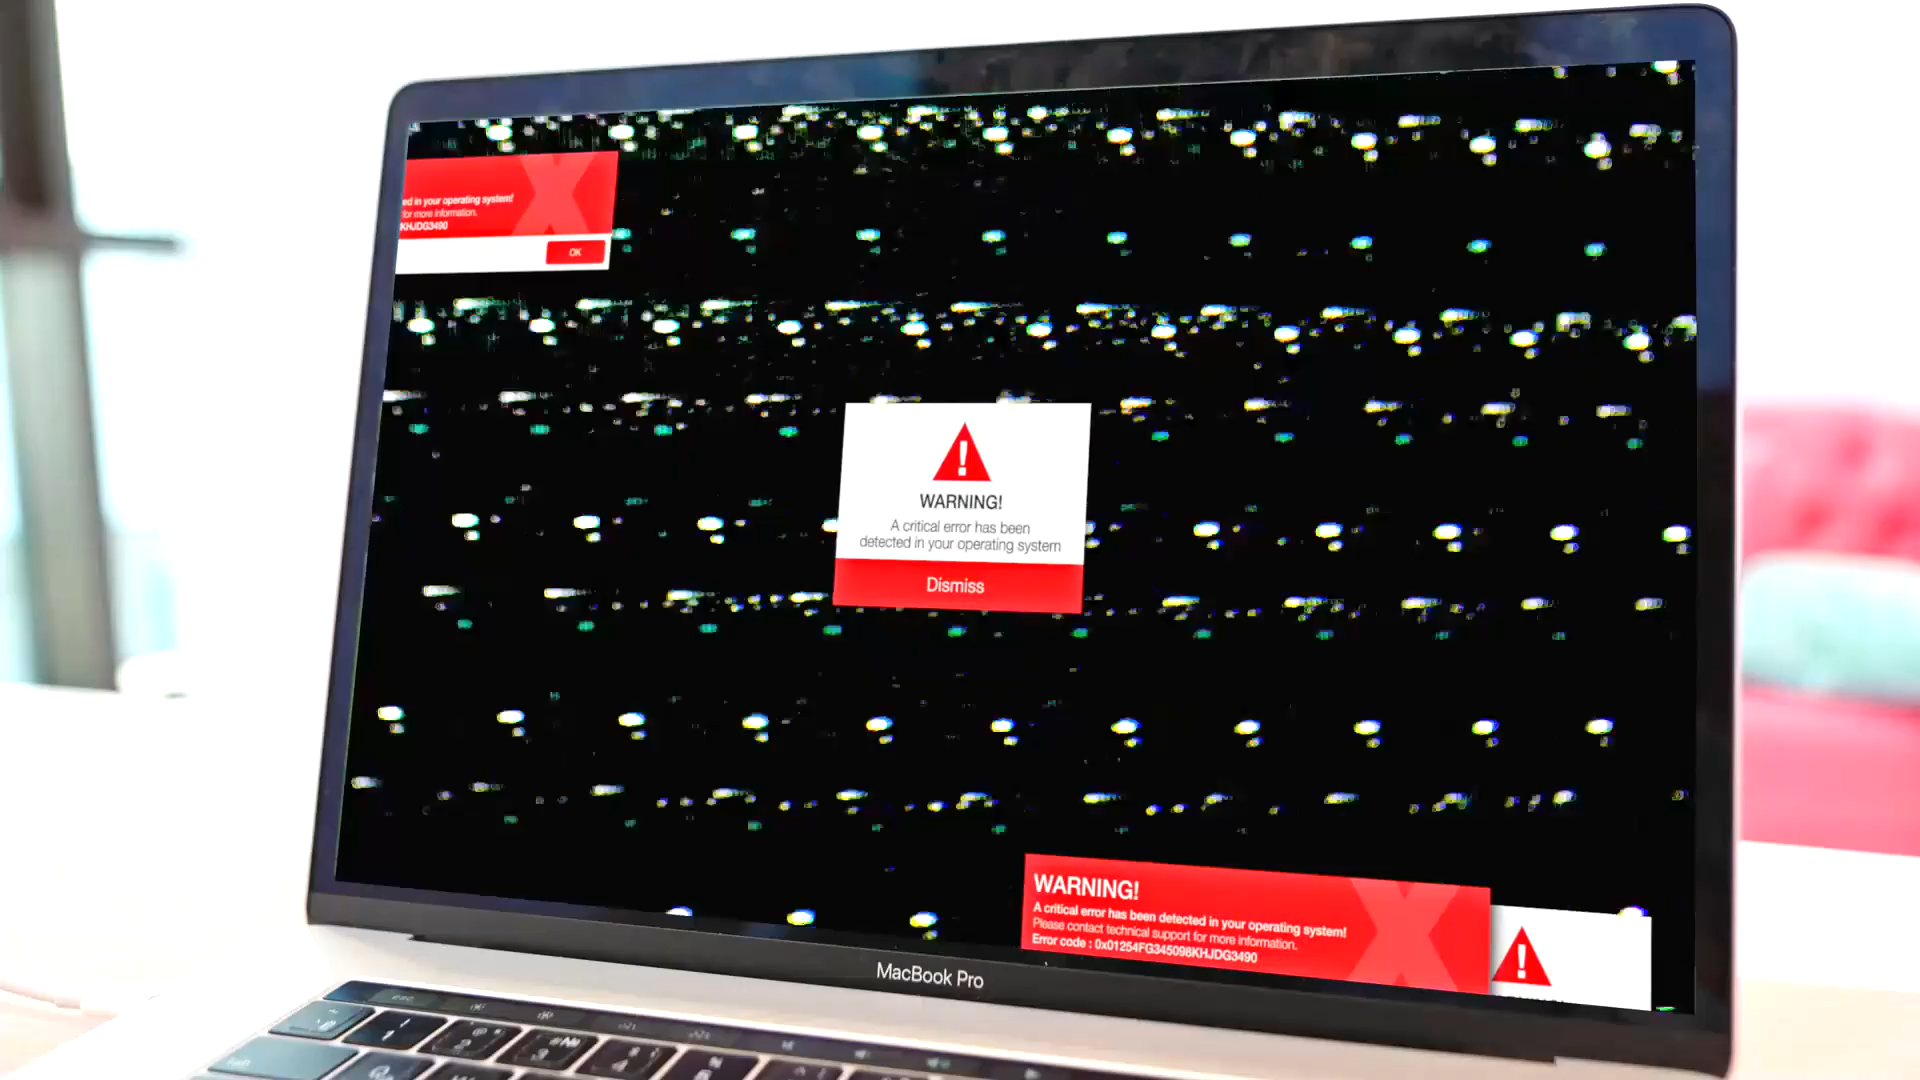 ed in your operating system!
for more information.
KHJDG3490
OK
WARNING!
A critical error has been
detected in your operating system
Dismiss
WARNING!
A critical error has been detected in your operating system!
Please contact technical support for more information.
Error code : 0x01254FG345098KHJDG3490
MacBook Pro
esc